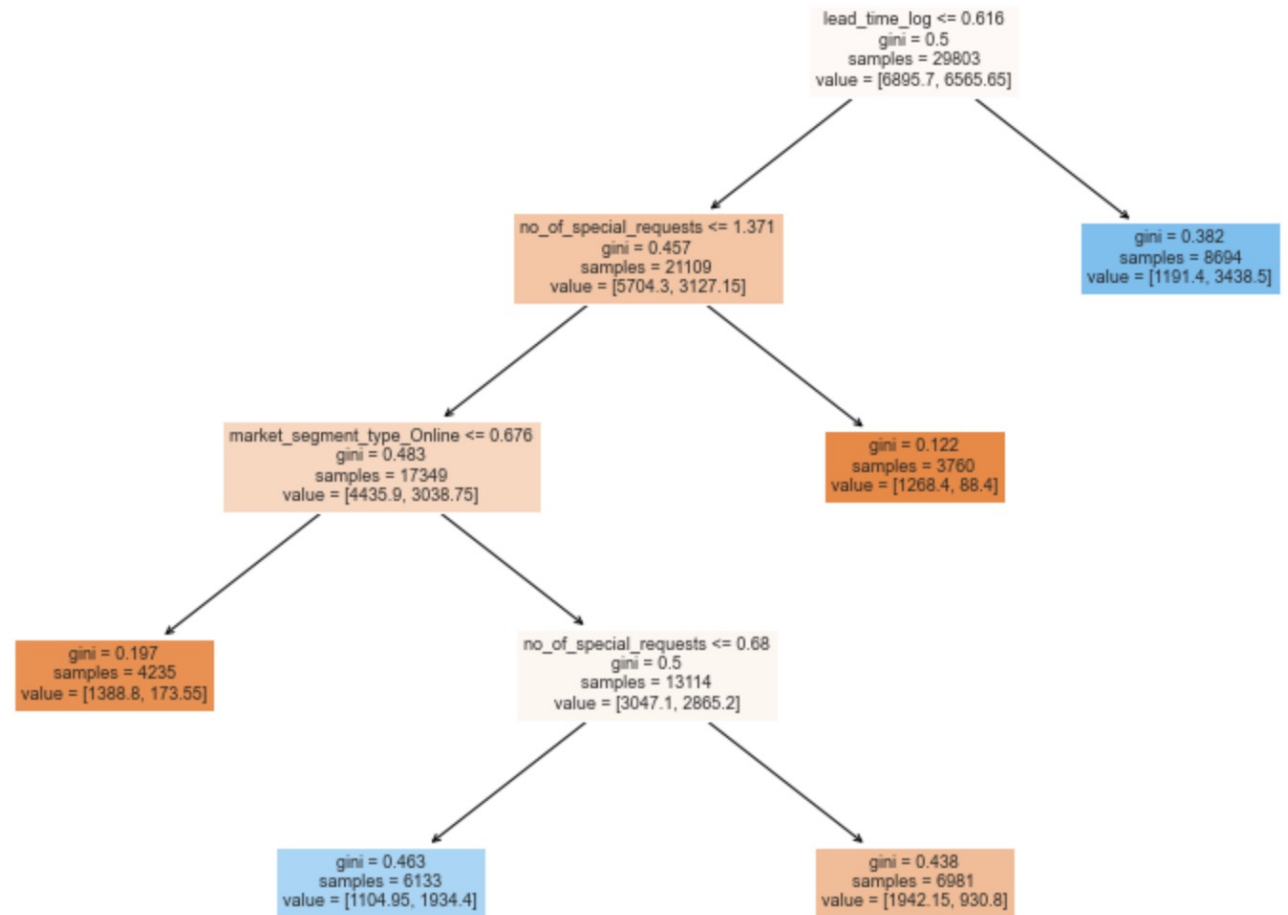 lead_time_log <= 0.616
gini = 0.5
samples = 29803
value = [6895.7, 6565.65]
no_of_special_requests <= 1.371
gini = 0.457
samples = 21109
value = [5704.3, 3127.15]
gini = 0.382
samples = 8694
value = [1191.4, 3438.5]
market_segment_type_Online <= 0.676
gini = 0.483
samples = 17349
value = [4435.9, 3038.75]
gini = 0.122
samples = 3760
value = [1268.4, 88.4]
gini = 0.197
samples = 4235
value = [1388.8, 173.55]
no_of_special_requests <= 0.68
gini = 0.5
samples = 13114
value = [3047.1, 2865.2]
gini = 0.463
samples = 6133
value = [1104.95, 1934.4]
gini = 0.438
samples = 6981
value = [1942.15, 930.8]